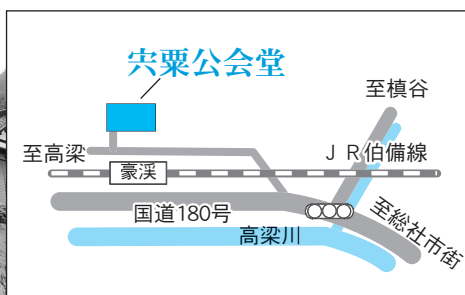 宍粟公会堂
至槙谷
至高梁
ＪＲ伯備線
豪渓
国道180号
至総社市街
高梁川